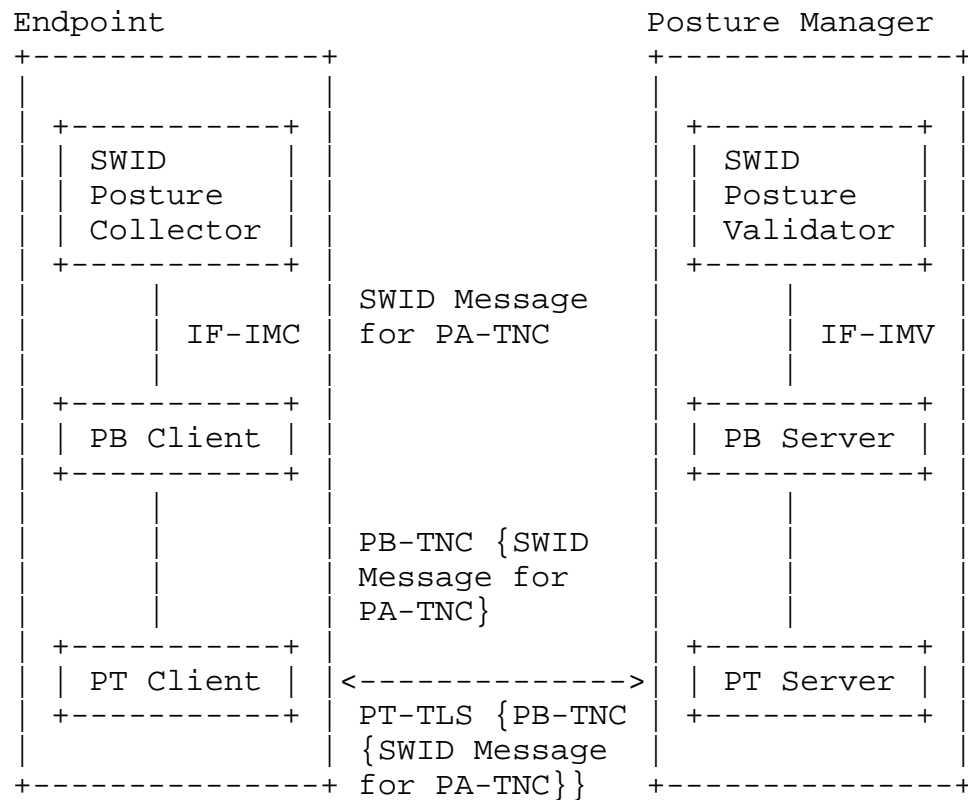 Endpoint Posture Manager
SWID SWID
Posture Posture
Collector Validator
SWID Message
IF-IMC for PA-TNC IF-IMV
PB Client PB Server
PB-TNC {SWID
Message for
PA-TNC}
PT Client <--------------> PT Server
PT-TLS {PB-TNC
{SWID Message
for PA-TNC}}